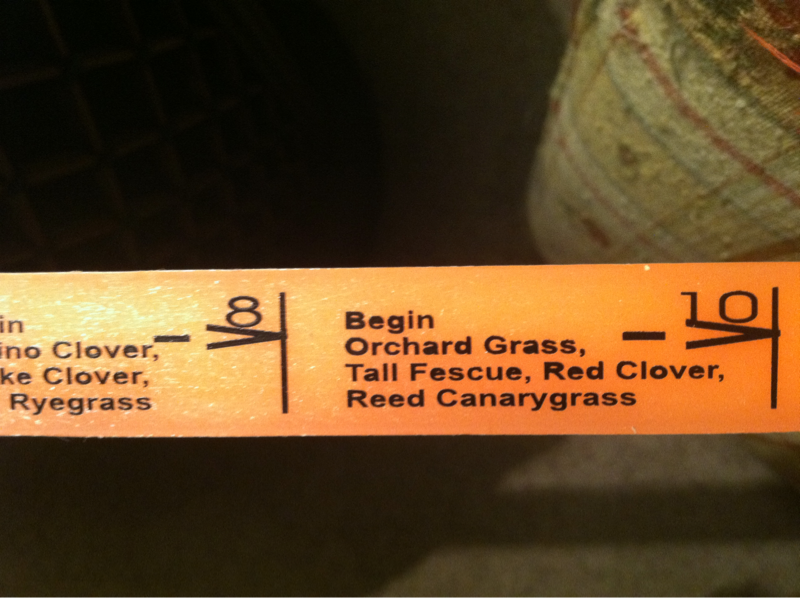 in
ino Clover,
ke Clover,
Ryegrass
8
Begin
Orchard Grass,
Tall Fescue, Red Clover,
Reed Canarygrass
10